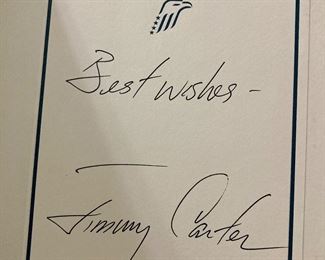 Best wishes -
Jimmy Carter